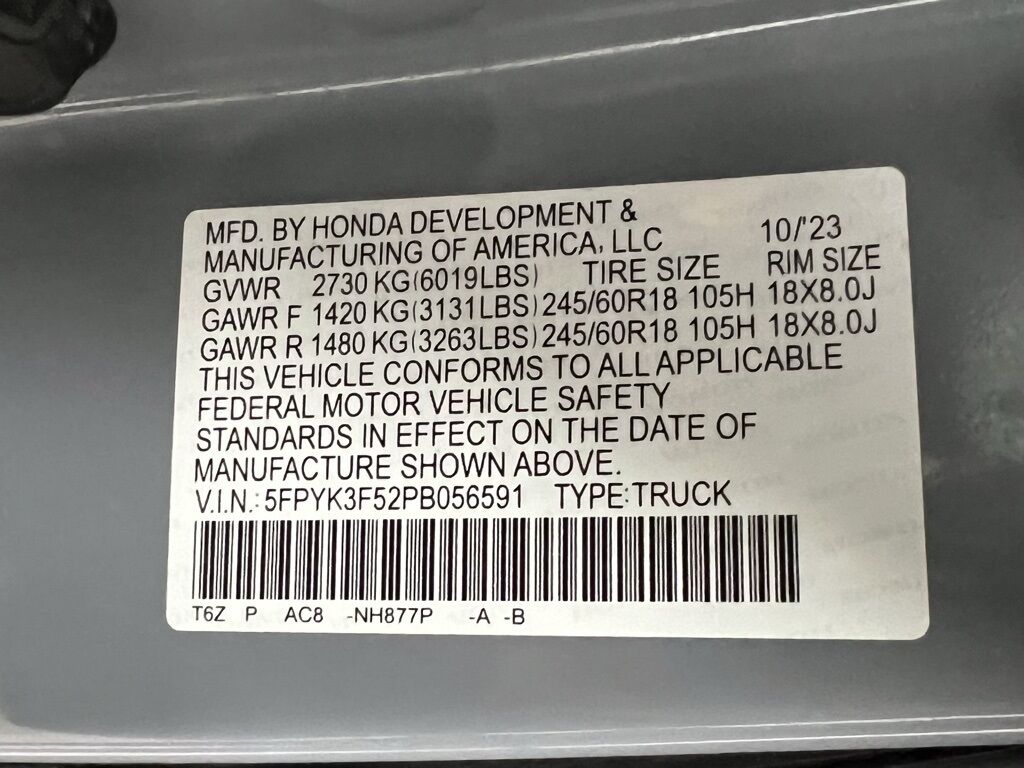 MFD. BY HONDA DEVELOPMENT &
MANUFACTURING OF AMERICA, LLC 10/'23
GVWR 2730 KG(6019LBS) TIRE SIZE RIM SIZE
GAWR F 1420 KG(3131LBS) 245/60R18 105H 18X8.0J
GAWR R 1480 KG(3263LBS) 245/60R18 105H 18X8.0J
THIS VEHICLE CONFORMS TO ALL APPLICABLE
FEDERAL MOTOR VEHICLE SAFETY
STANDARDS IN EFFECT ON THE DATE OF
MANUFACTURE SHOWN ABOVE.
V.I.N.: 5FPYK3F52PB056591 TYPE:TRUCK
T6Z P AC8 -NH877P -A -B